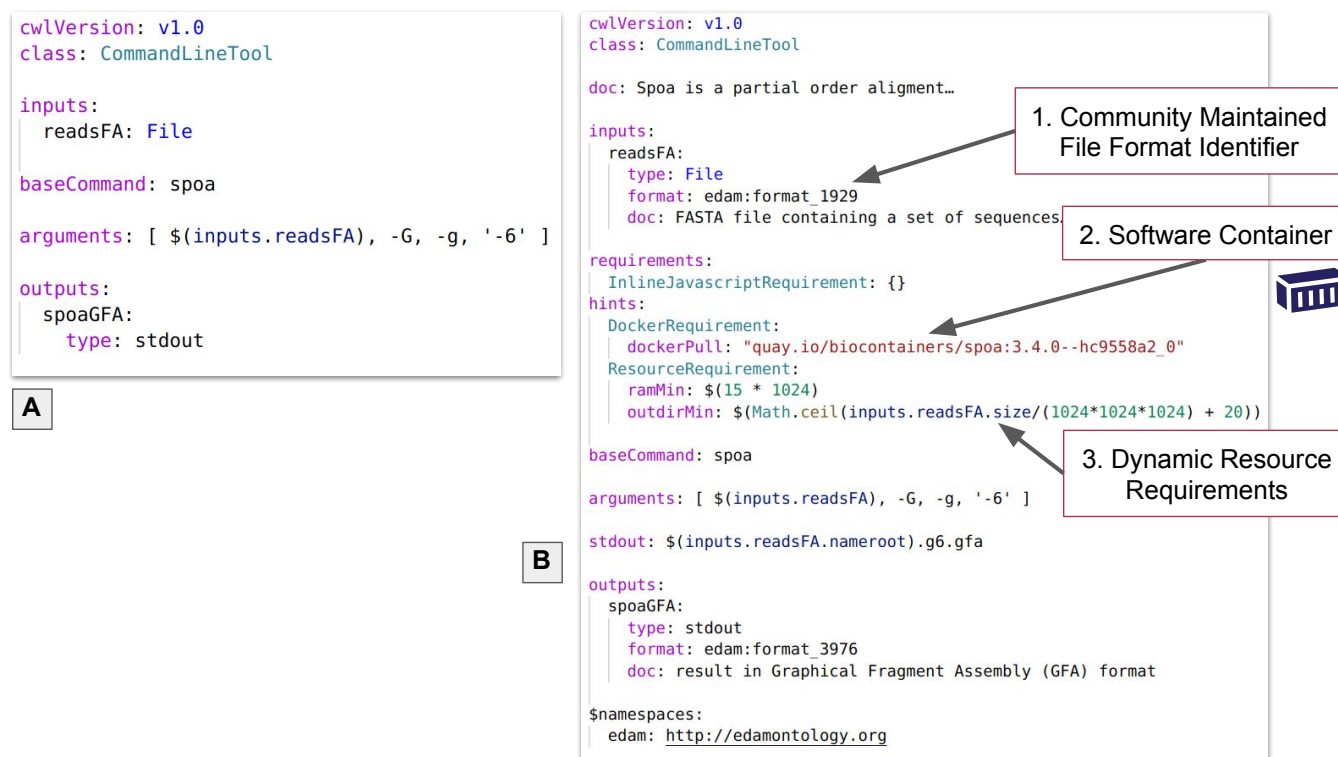 cwlVersion: v1.0
class: CommandLineTool
inputs:
readsFA: File
baseCommand: spoa
arguments: [ $(inputs.readsFA), -G, -g, '-6' ]
outputs:
spoaGFA:
type: stdout
A
cwlVersion: v1.0
class: CommandLineTool
doc: Spoa is a partial order aligment…
inputs:
readsFA:
type: File
format: edam:format_1929
doc: FASTA file containing a set of sequences
requirements:
InlineJavascriptRequirement: {}
hints:
DockerRequirement:
dockerPull: "quay.io/biocontainers/spoa:3.4.0--hc9558a2_0"
ResourceRequirement:
ramMin: $(15 * 1024)
outdirMin: $(Math.ceil(inputs.readsFA.size/(1024*1024*1024) + 20))
baseCommand: spoa
arguments: [ $(inputs.readsFA), -G, -g, '-6' ]
stdout: $(inputs.readsFA.nameroot).g6.gfa
outputs:
spoaGFA:
type: stdout
format: edam:format_3976
doc: result in Graphical Fragment Assembly (GFA) format
$namespaces:
edam: http://edamontology.org
B
1. Community Maintained
File Format Identifier
2. Software Container
3. Dynamic Resource
Requirements